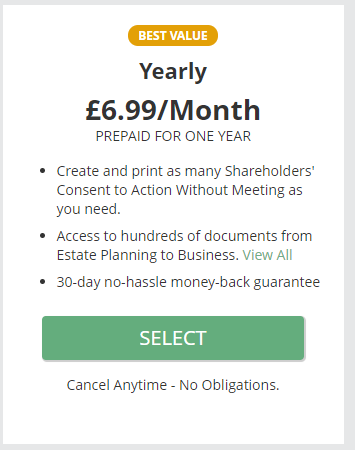 BEST VALUE
Yearly
£6.99/Month
PREPAID FOR ONE YEAR
Create and print as many Shareholders'
Consent to Action Without Meeting as
you need.
Access to hundreds of documents from
Estate Planning to Business. View All
30-day no-hassle money-back guarantee
SELECT
Cancel Anytime - No Obligations.